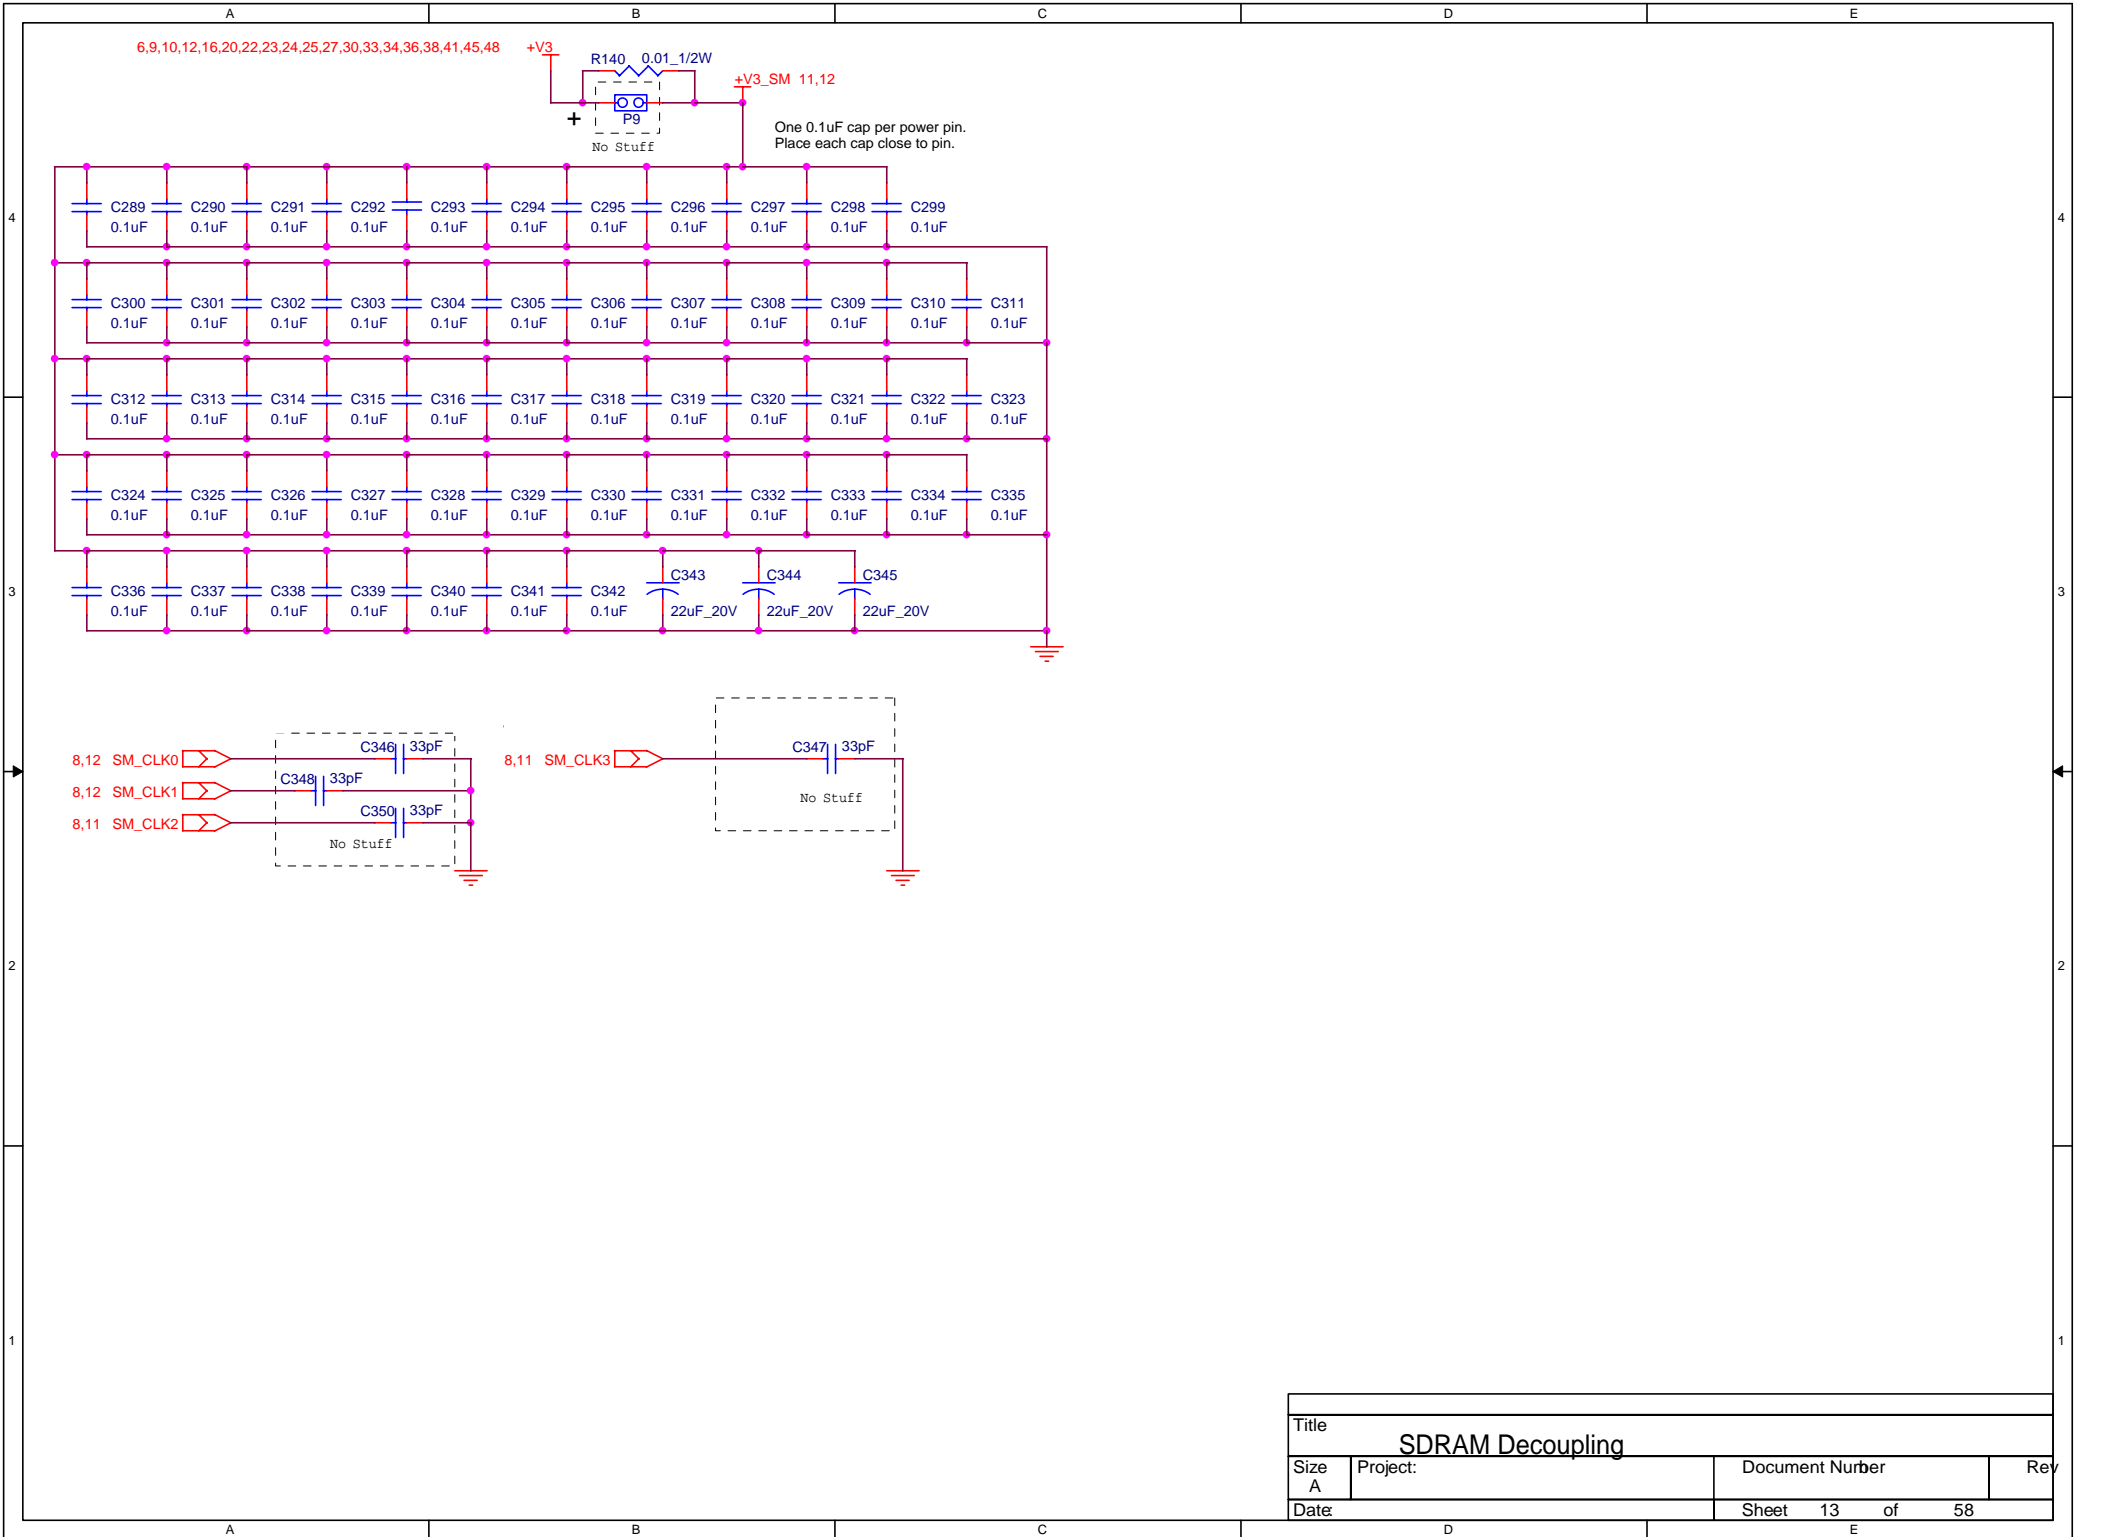 A B C D E
6,9,10,12,16,20,22,23,24,25,27,30,33,34,36,38,41,45,48 +V3
R140 0.01_1/2W
+V3_SM 11,12
+ P9
No Stuff
One 0.1uF cap per power pin.
Place each cap close to pin.
4 C289 C290 C291 C292 C293 C294 C295 C296 C297 C298 C299 4
0.1uF 0.1uF 0.1uF 0.1uF 0.1uF 0.1uF 0.1uF 0.1uF 0.1uF 0.1uF 0.1uF
C300 C301 C302 C303 C304 C305 C306 C307 C308 C309 C310 C311
0.1uF 0.1uF 0.1uF 0.1uF 0.1uF 0.1uF 0.1uF 0.1uF 0.1uF 0.1uF 0.1uF 0.1uF
C312 C313 C314 C315 C316 C317 C318 C319 C320 C321 C322 C323
0.1uF 0.1uF 0.1uF 0.1uF 0.1uF 0.1uF 0.1uF 0.1uF 0.1uF 0.1uF 0.1uF 0.1uF
C324 C325 C326 C327 C328 C329 C330 C331 C332 C333 C334 C335
0.1uF 0.1uF 0.1uF 0.1uF 0.1uF 0.1uF 0.1uF 0.1uF 0.1uF 0.1uF 0.1uF 0.1uF
C343 C344 C345
3 C336 C337 C338 C339 C340 C341 C342 3
0.1uF 0.1uF 0.1uF 0.1uF 0.1uF 0.1uF 0.1uF 22uF_20V 22uF_20V 22uF_20V
8,12 SM_CLK0 C346 33pF
8,12 SM_CLK1 C348 33pF
8,11 SM_CLK2 C350 33pF
No Stuff
8,11 SM_CLK3 C347 33pF
No Stuff
2 2
1 1
Title
SDRAM Decoupling
Size Project: Document Number Rev
A
Date: Sheet 13 of 58
A B C D E